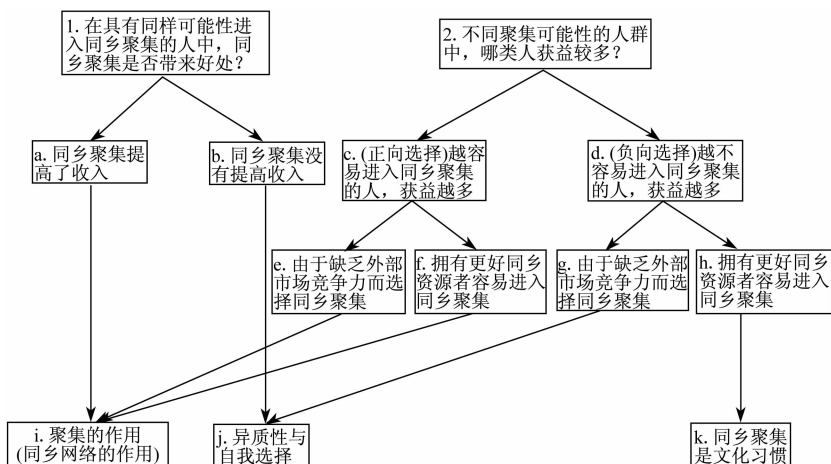 1. 在具有同样可能性进
入同乡聚集的人中，同
乡聚集是否带来好处？
2. 不同聚集可能性的人群
中，哪类人获益较多？
a. 同乡聚集提
高了收入
b. 同乡聚集没
有提高收入
c. (正向选择)越容
易进入同乡聚集
的人，获益越多
d. (负向选择)越不
容易进入同乡聚集
的人，获益越多
e. 由于缺乏外部
市场竞争力而选
择同乡聚集
f. 拥有更好同乡
资源者容易进入
同乡聚集
g. 由于缺乏外部
市场竞争力而选
择同乡聚集
h. 拥有更好同乡
资源者容易进入
同乡聚集
i. 聚集的作用
(同乡网络的作用)
j. 异质性与
自我选择
k. 同乡聚集
是文化习惯